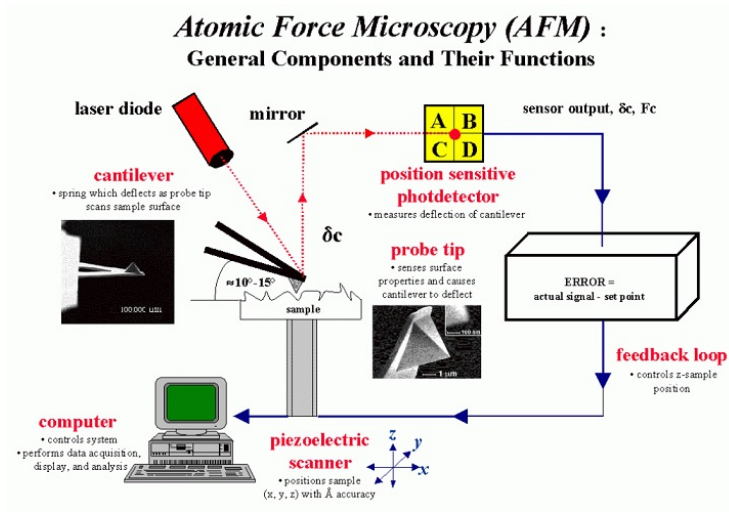 Atomic Force Microscopy (AFM) :
General Components and Their Functions
laser diode
mirror
A B
C D
sensor output, δc, Fc
cantilever
• spring which deflects as probe tip
scans sample surface
position sensitive
photdetector
• measures deflection of cantilever
δc
probe tip
• senses surface
properties and causes
cantilever to deflect
≈10°-15°
sample
ERROR =
actual signal - set point
1 µm
feedback loop
• controls z-sample
position
computer
• controls system
• performs data acquisition,
display, and analysis
piezoelectric
scanner
• positions sample
(x, y, z) with Å accuracy
z
y
x